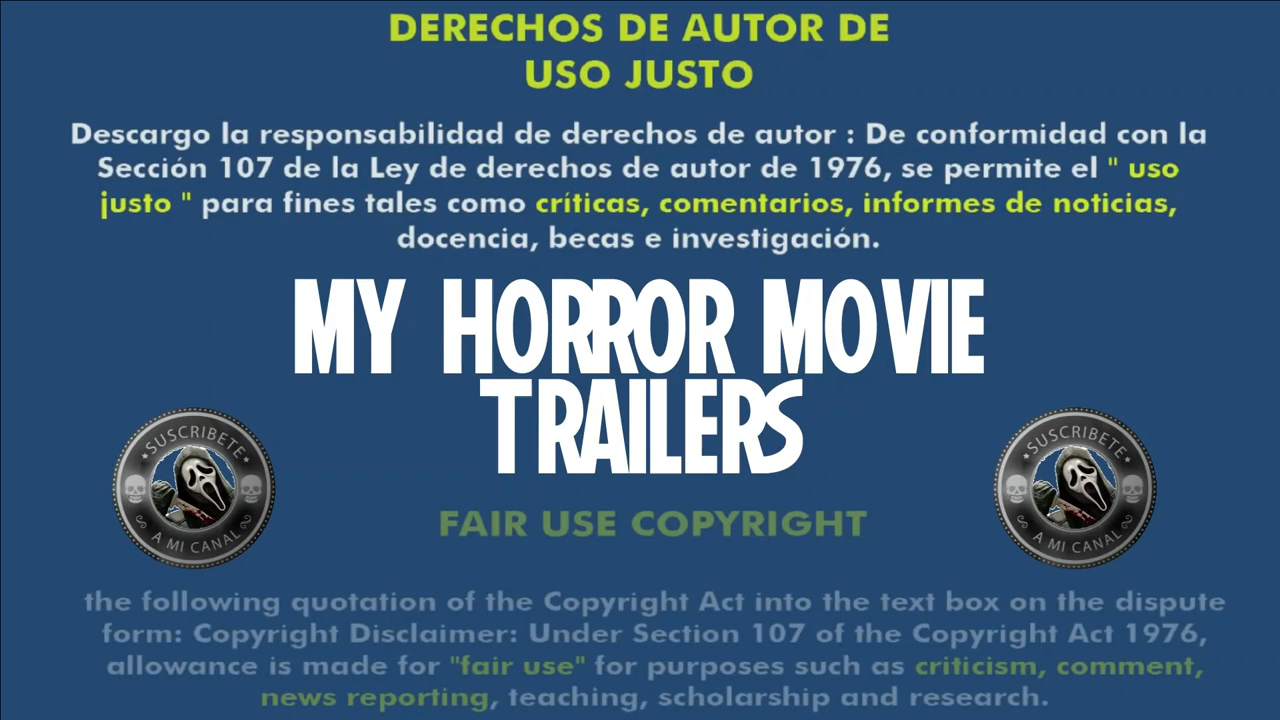 DERECHOS DE AUTOR DE
USO JUSTO
Descargo la responsabilidad de derechos de autor : De conformidad con la
Sección 107 de la Ley de derechos de autor de 1976, se permite el " uso
justo " para fines tales como críticas, comentarios, informes de noticias,
docencia, becas e investigación.
MY HORROR MOVIE
TRAILERS
SUSCRIBETE
A MI CANAL
SUSCRIBETE
A MI CANAL
FAIR USE COPYRIGHT
the following quotation of the Copyright Act into the text box on the dispute
form: Copyright Disclaimer: Under Section 107 of the Copyright Act 1976,
allowance is made for "fair use" for purposes such as criticism, comment,
news reporting, teaching, scholarship and research.